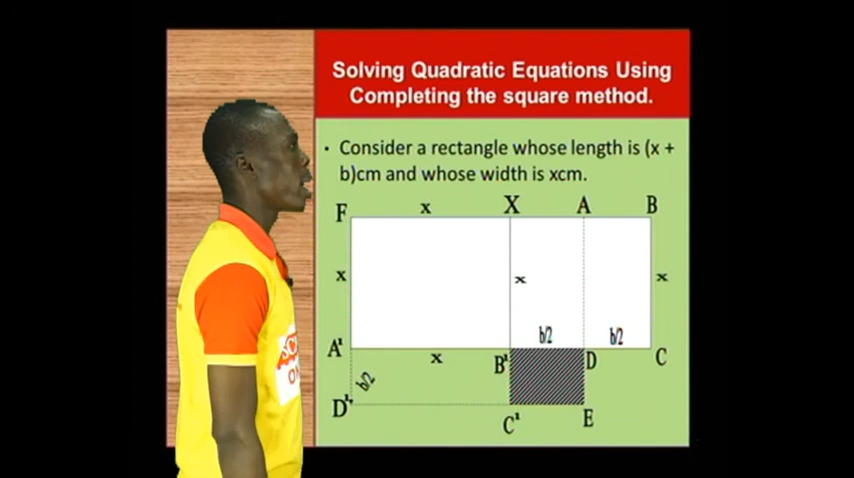 Solving Quadratic Equations Using
Completing the square method.
• Consider a rectangle whose length is (x +
b)cm and whose width is xcm.
F x X A B
x x x
b/2 b/2
A¹ x B¹ D C
b/2
D¹
C¹ E